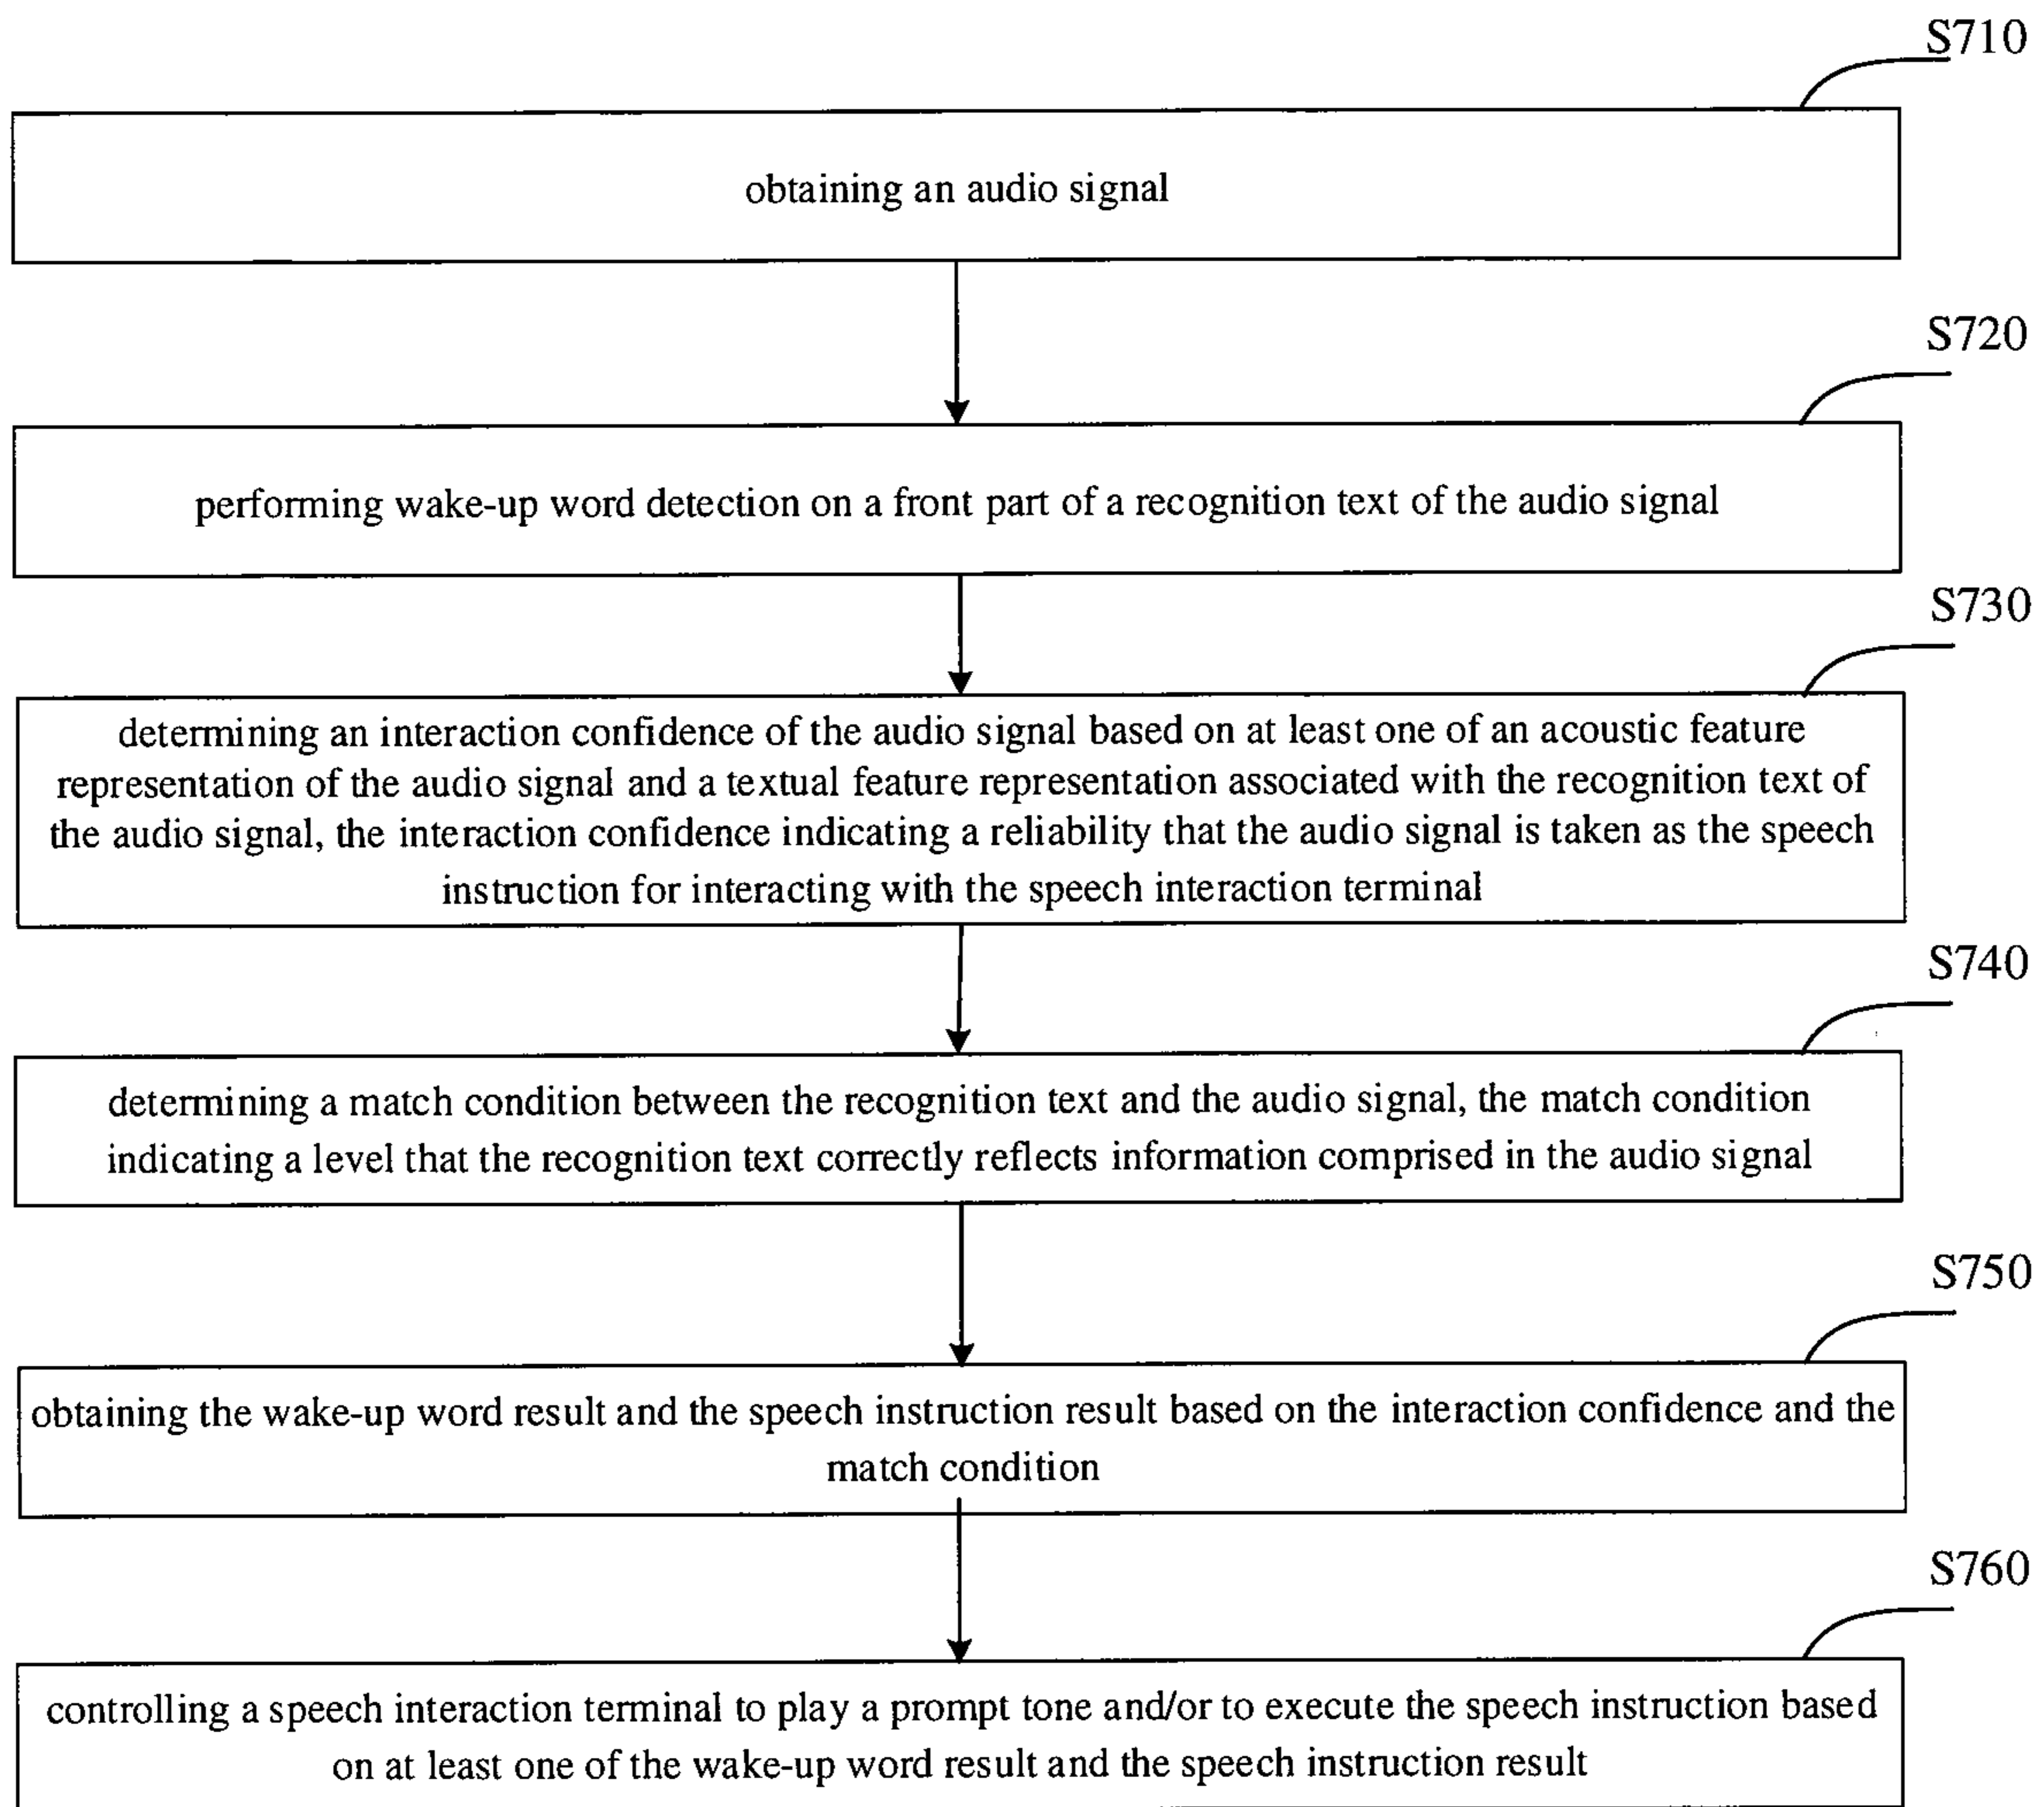 S710
obtaining an audio signal
S720
performing wake-up word detection on a front part of a recognition text of the audio signal
S730
determining an interaction confidence of the audio signal based on at least one of an acoustic feature
representation of the audio signal and a textual feature representation associated with the recognition text of
the audio signal, the interaction confidence indicating a reliability that the audio signal is taken as the speech
instruction for interacting with the speech interaction terminal
S740
determining a match condition between the recognition text and the audio signal, the match condition
indicating a level that the recognition text correctly reflects information comprised in the audio signal
S750
obtaining the wake-up word result and the speech instruction result based on the interaction confidence and the
match condition
S760
controlling a speech interaction terminal to play a prompt tone and/or to execute the speech instruction based
on at least one of the wake-up word result and the speech instruction result